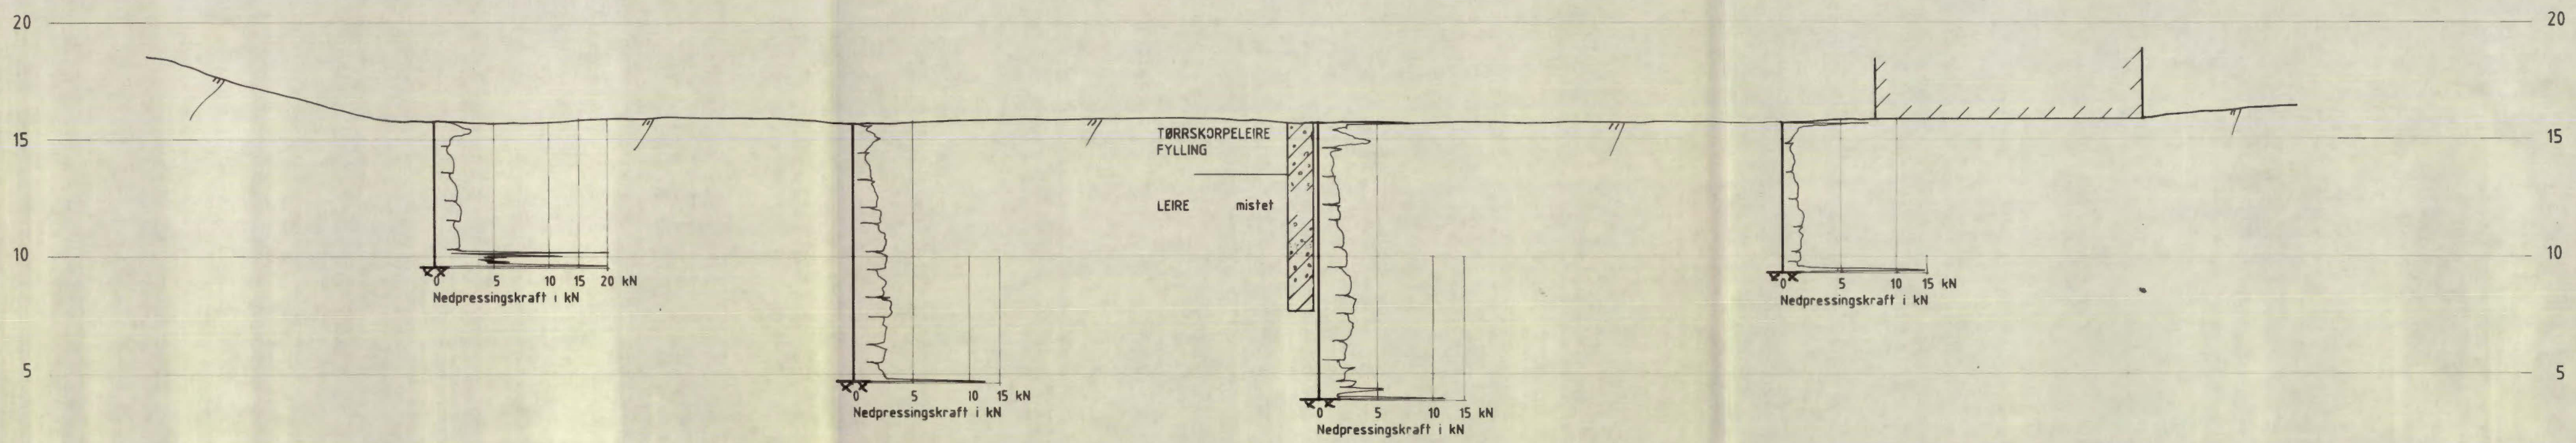 20 20
15 15
TØRRSKORPELEIRE
FYLLING
LEIRE mistet
10 10
0 5 10 15 20 kN
Nedpressingskraft i kN
0 5 10 15 kN
Nedpressingskraft i kN
5 5
0 5 10 15 kN
Nedpressingskraft i kN
0 5 10 15 kN
Nedpressingskraft i kN